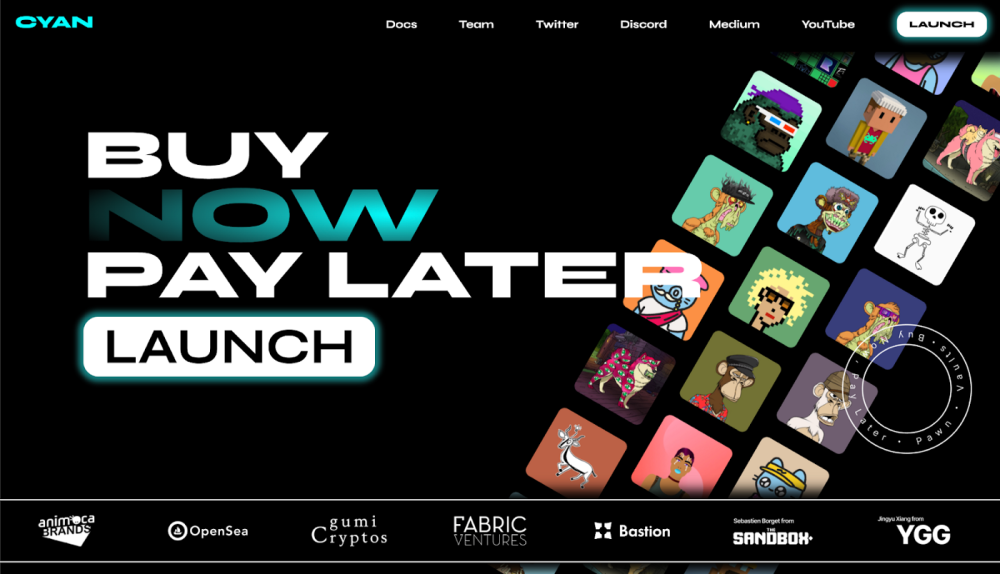 CYAN
Docs Team Twitter Discord Medium YouTube LAUNCH
BUY
NOW
PAY LATER
LAUNCH
Buy Now • Pay Later • Pawn • Vaults •
animoca
BRANDS
OpenSea
gumi
Cryptos
FABRIC
VENTURES
Bastion
Sebastien Borget from
THE
SANDBOX
Jingyu Xiang from
YGG